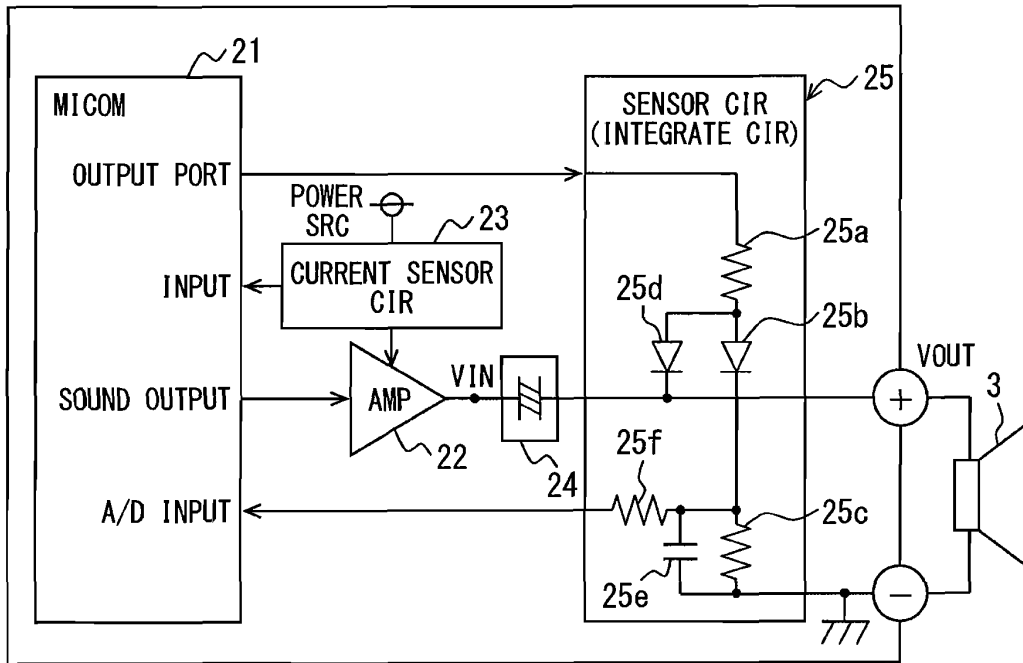 21
25
MICOM
SENSOR CIR
(INTEGRATE CIR)
OUTPUT PORT
POWER
SRC
23
25a
INPUT
CURRENT SENSOR
CIR
25d
25b
VIN
VOUT
SOUND OUTPUT
AMP
+
3
22
24
25f
A/D INPUT
25c
25e
−